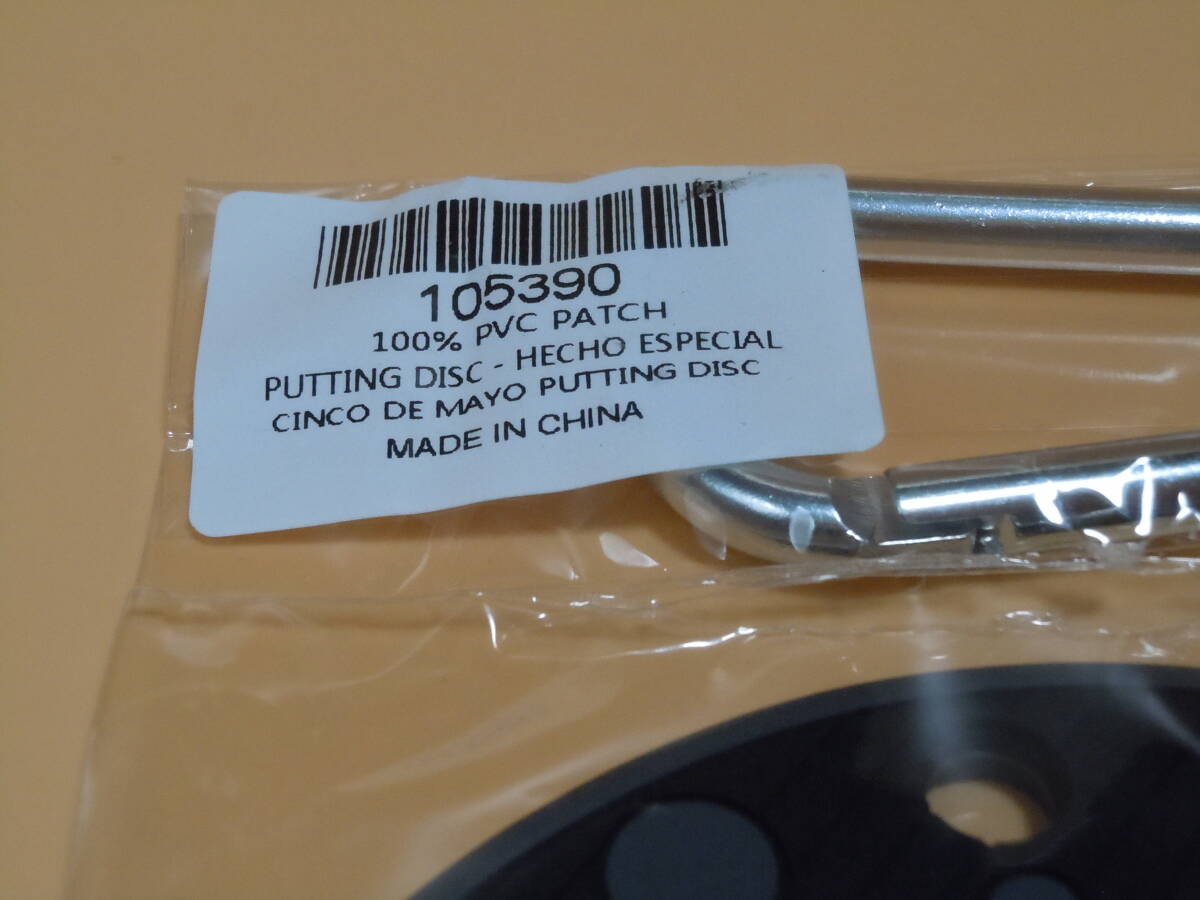 105390
100% PVC PATCH
PUTTING DISC - HECHO ESPECIAL
CINCO DE MAYO PUTTING DISC
MADE IN CHINA